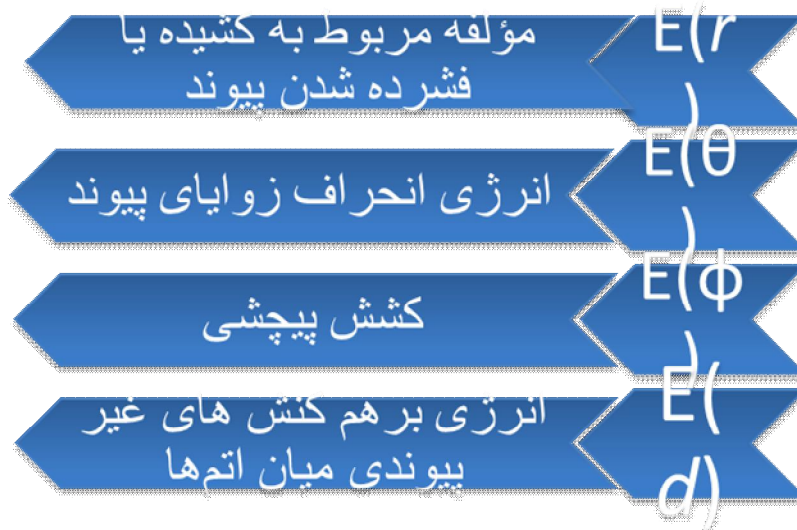 E(r)
مؤلفه مربوط به کشیده یا
فشرده شدن پیوند
E(θ)
انرژی انحراف زوایای پیوند
E(φ)
کشش پیچشی
E(
d)
انرژی برهم کنش های غیر
پیوندی میان اتم‌ها